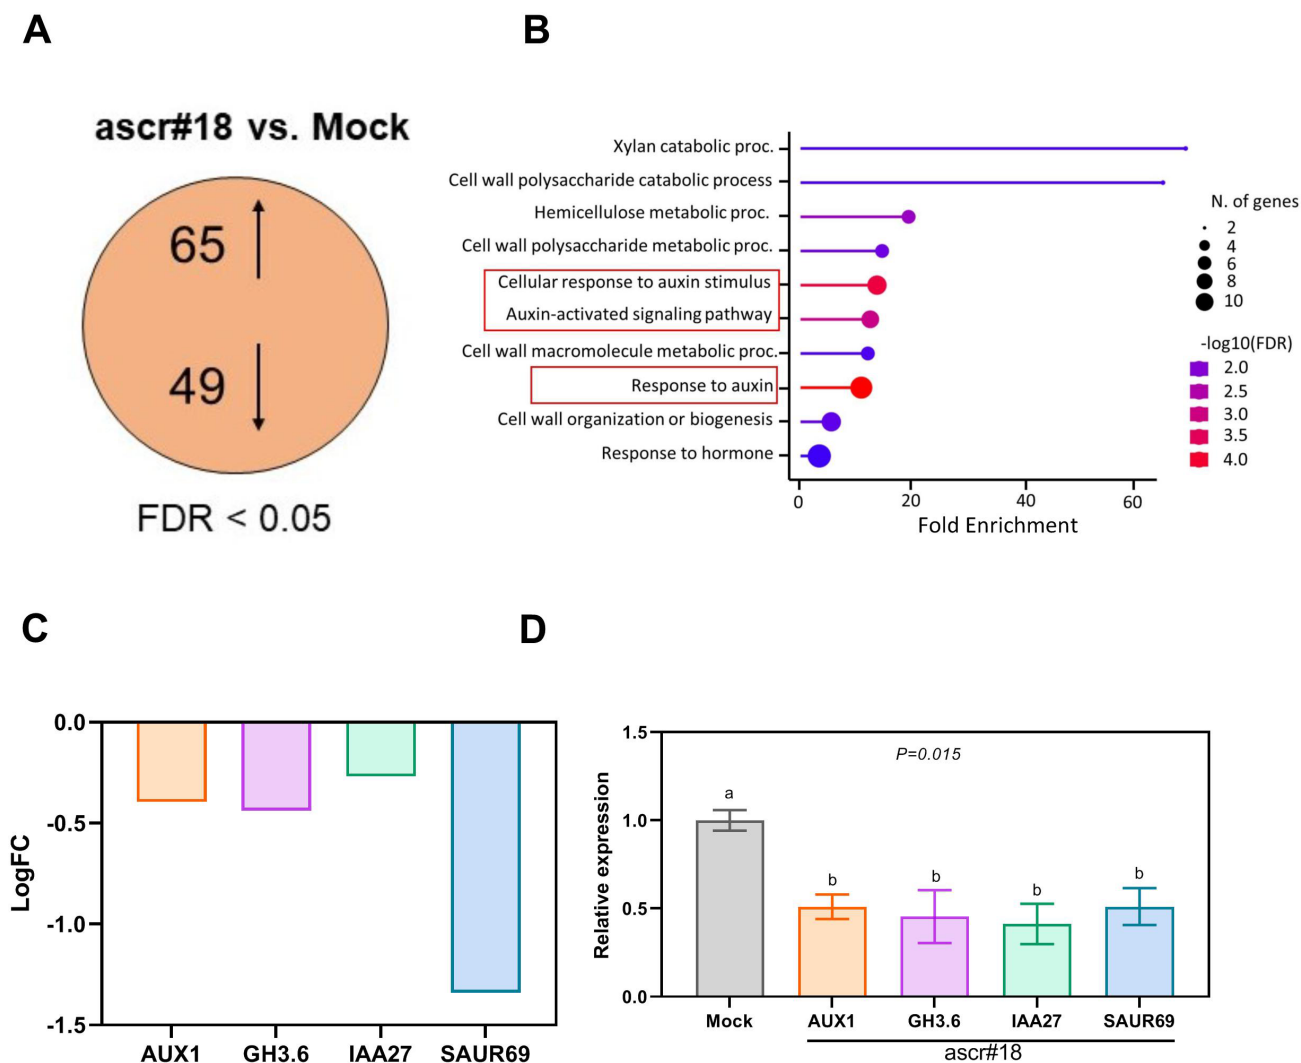 A
B
ascr#18 vs. Mock
65
49
FDR < 0.05
Xylan catabolic proc.
Cell wall polysaccharide catabolic process
Hemicellulose metabolic proc.
Cell wall polysaccharide metabolic proc.
Cellular response to auxin stimulus
Auxin-activated signaling pathway
Cell wall macromolecule metabolic proc.
Response to auxin
Cell wall organization or biogenesis
Response to hormone
0 20 40 60
Fold Enrichment
N. of genes
2
4
6
8
10
-log10(FDR)
2.0
2.5
3.0
3.5
4.0
C
D
LogFC
0.0
-0.5
-1.0
-1.5
AUX1 GH3.6 IAA27 SAUR69
Relative expression
1.5
1.0
0.5
0.0
P=0.015
a
b
b
b
b
Mock AUX1 GH3.6 IAA27 SAUR69
ascr#18